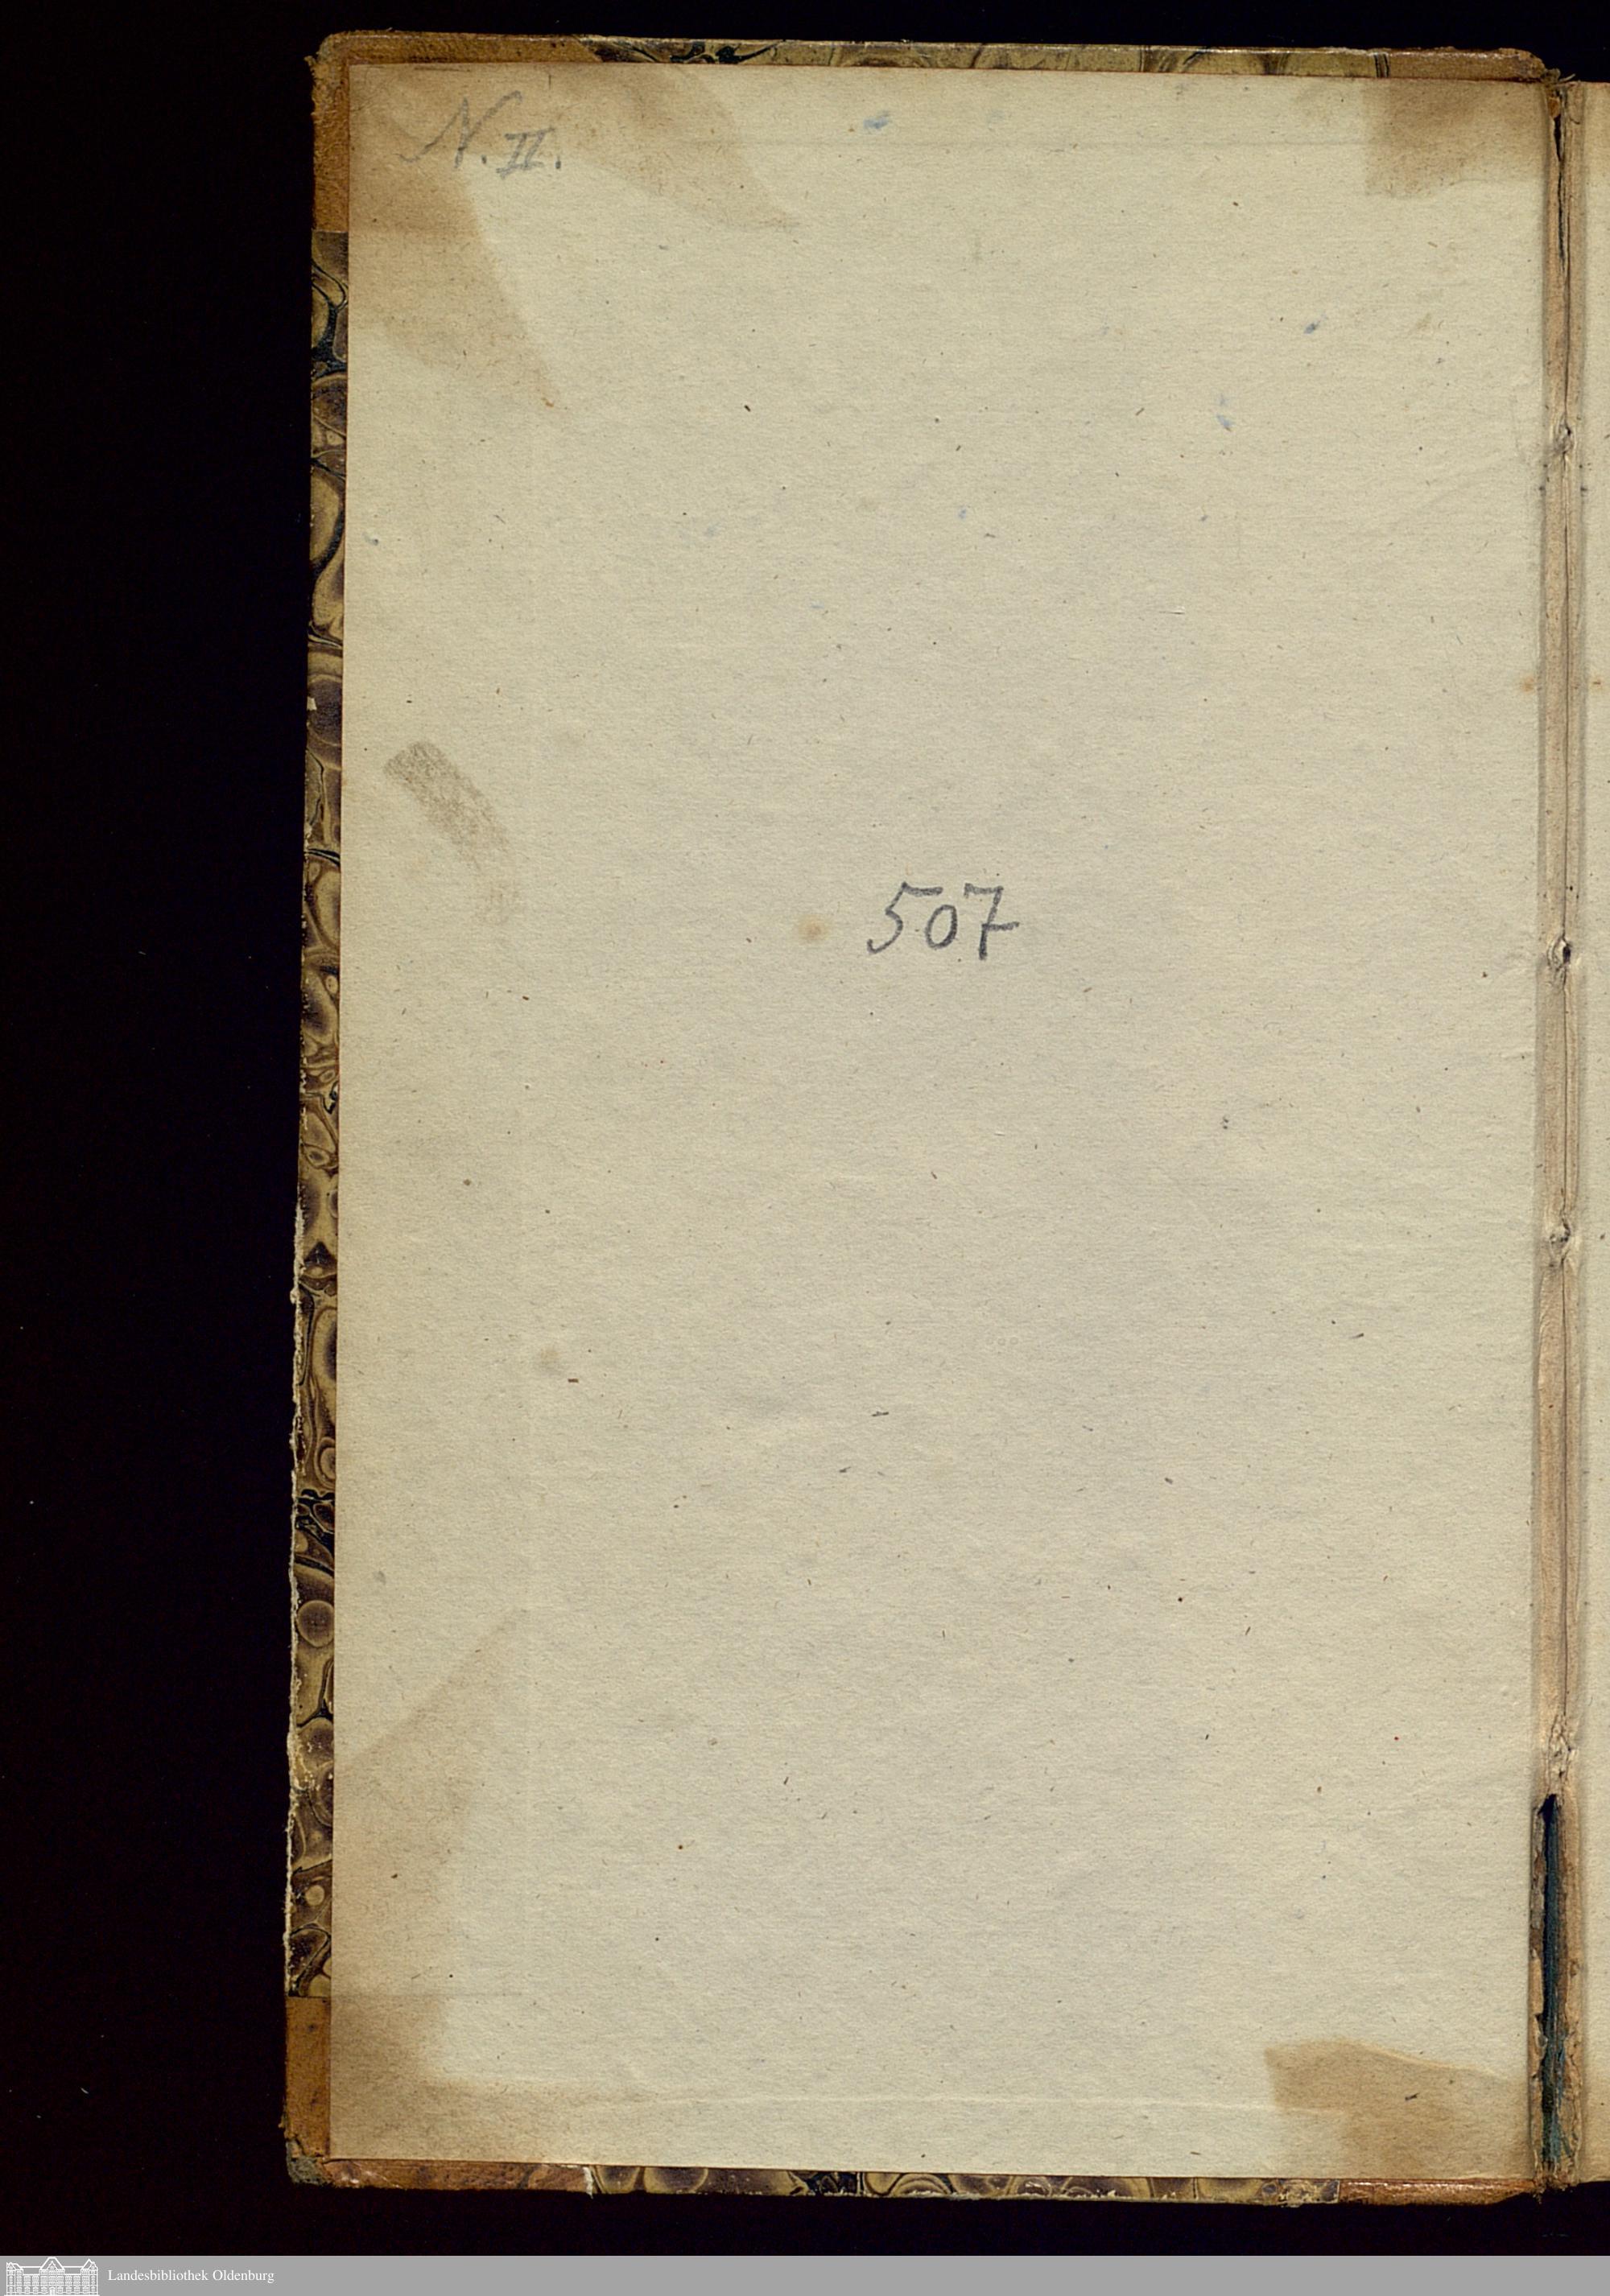 N. II.
507
Landesbibliothek Oldenburg